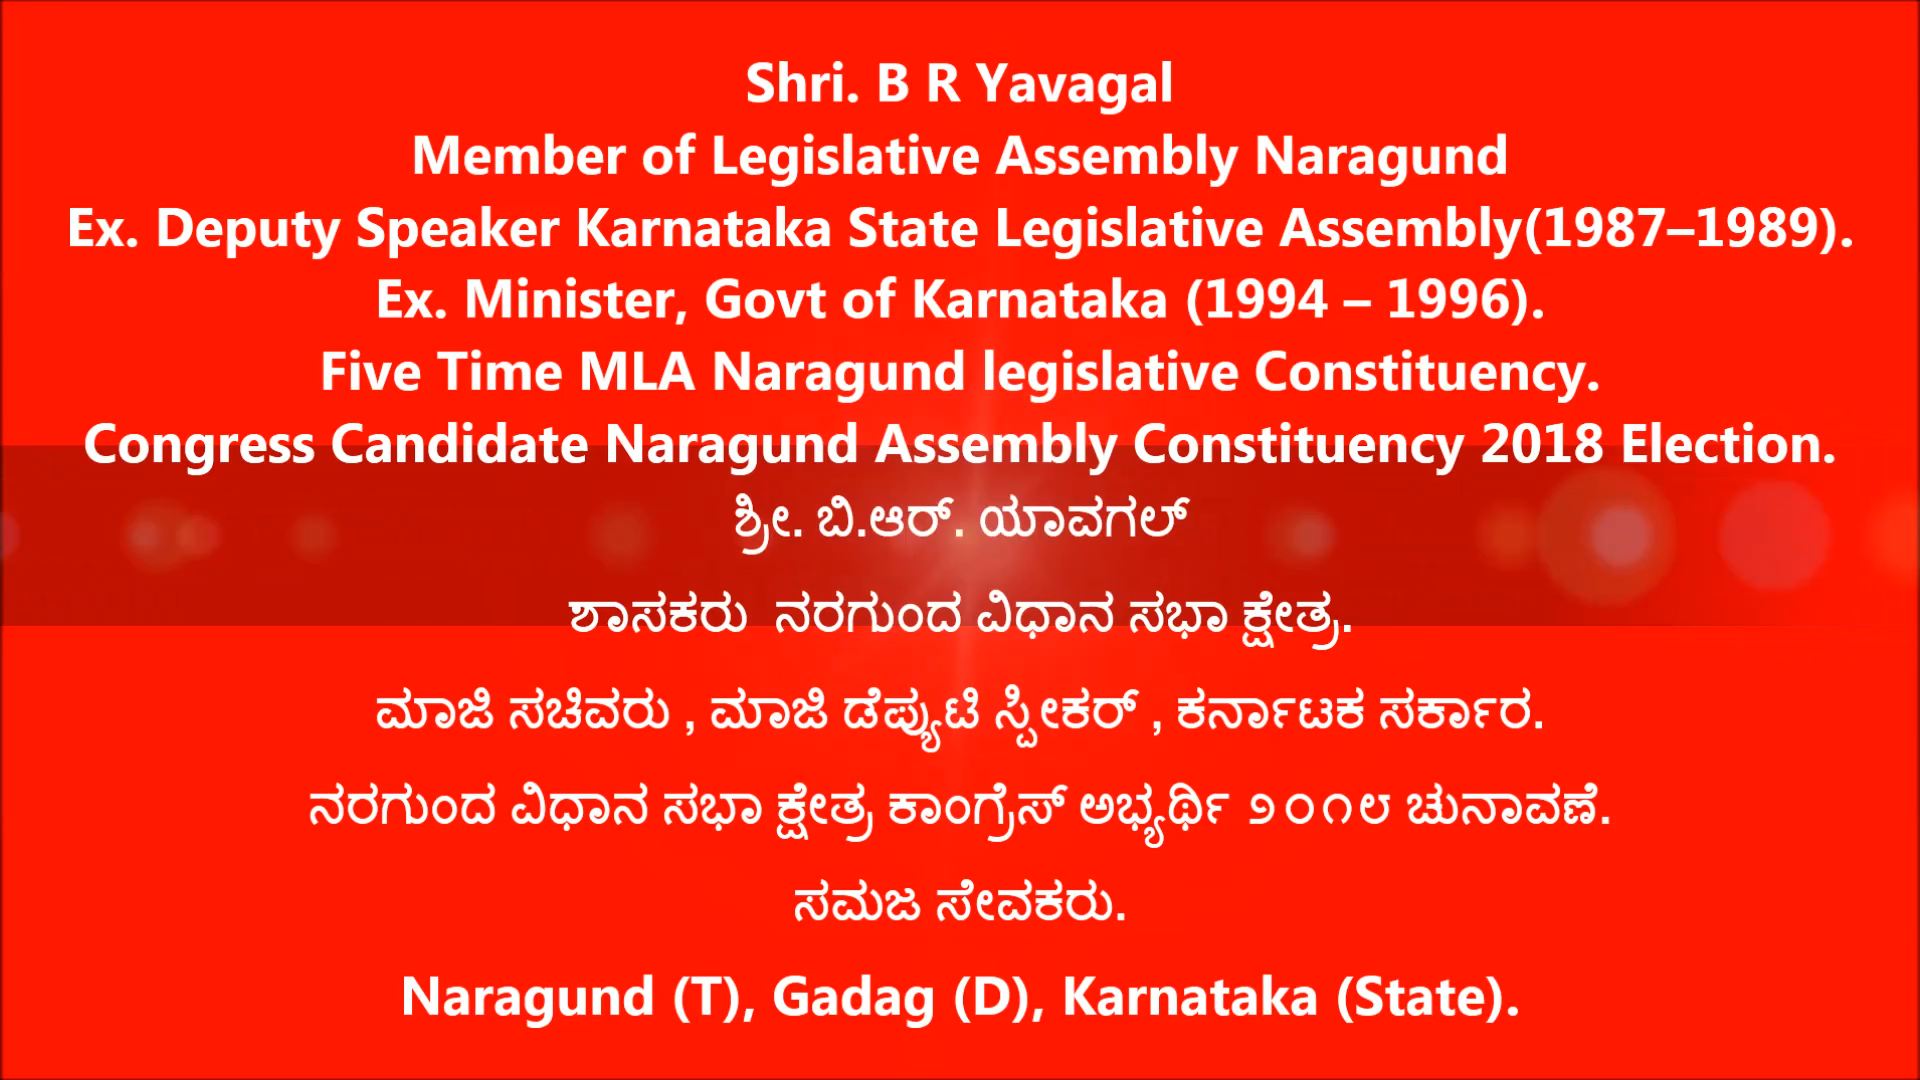 Shri. B R Yavagal
Member of Legislative Assembly Naragund
Ex. Deputy Speaker Karnataka State Legislative Assembly(1987–1989).
Ex. Minister, Govt of Karnataka (1994 – 1996).
Five Time MLA Naragund legislative Constituency.
Congress Candidate Naragund Assembly Constituency 2018 Election.
ಶ್ರೀ. ಬಿ.ಆರ್. ಯಾವಗಲ್
ಶಾಸಕರು ನರಗುಂದ ವಿಧಾನ ಸಭಾ ಕ್ಷೇತ್ರ.
ಮಾಜಿ ಸಚಿವರು , ಮಾಜಿ ಡೆಪ್ಯುಟಿ ಸ್ಪೀಕರ್ , ಕರ್ನಾಟಕ ಸರ್ಕಾರ.
ನರಗುಂದ ವಿಧಾನ ಸಭಾ ಕ್ಷೇತ್ರ ಕಾಂಗ್ರೆಸ್ ಅಭ್ಯರ್ಥಿ ೨೦೧೮ ಚುನಾವಣೆ.
ಸಮಜ ಸೇವಕರು.
Naragund (T), Gadag (D), Karnataka (State).